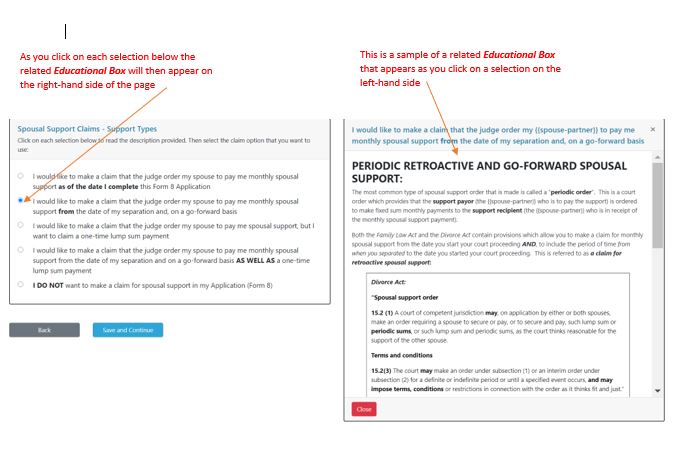 As you click on each selection below the
related Educational Box will then appear on
the right-hand side of the page
This is a sample of a related Educational Box
that appears as you click on a selection on the
left-hand side
Spousal Support Claims - Support Types
Click on each selection below to read the description provided. Then select the claim option that you want to
use:
I would like to make a claim that the judge order my spouse to pay me monthly spousal
support as of the date I complete this Form 8 Application
I would like to make a claim that the judge order my spouse to pay me monthly spousal
support from the date of my separation and, on a go-forward basis
I would like to make a claim that the judge order my spouse to pay me spousal support, but I
want to claim a one-time lump sum payment
I would like to make a claim that the judge order my spouse to pay me monthly spousal
support from the date of my separation and on a go-forward basis AS WELL AS a one-time
lump sum payment
I DO NOT want to make a claim for spousal support in my Application (Form 8)
Back
Save and Continue
I would like to make a claim that the judge order my {{spouse-partner}} to pay me
monthly spousal support from the date of my separation and, on a go-forward basis
×
PERIODIC RETROACTIVE AND GO-FORWARD SPOUSAL
SUPPORT:
The most common type of spousal support order that is made is called a "periodic order". This is a court
order which provides that the support payor (the {{spouse-partner}} who is to pay the support) is ordered
to make fixed sum monthly payments to the support recipient (the {{spouse-partner}} who is in receipt of
the monthly spousal support payment).
Both the Family Law Act and the Divorce Act contain provisions which allow you to make a claim for monthly
spousal support from the date you start your court proceeding AND, to include the period of time from
when you separated to the date you started your court proceeding. This is referred to as a claim for
retroactive spousal support:
Divorce Act:
"Spousal support order
15.2 (1) A court of competent jurisdiction may, on application by either or both spouses,
make an order requiring a spouse to secure or pay, or to secure and pay, such lump sum or
periodic sums, or such lump sum and periodic sums, as the court thinks reasonable for the
support of the other spouse.
Terms and conditions
15.2(3) The court may make an order under subsection (1) or an interim order under
subsection (2) for a definite or indefinite period or until a specified event occurs, and may
impose terms, conditions or restrictions in connection with the order as it thinks fit and just."
Close